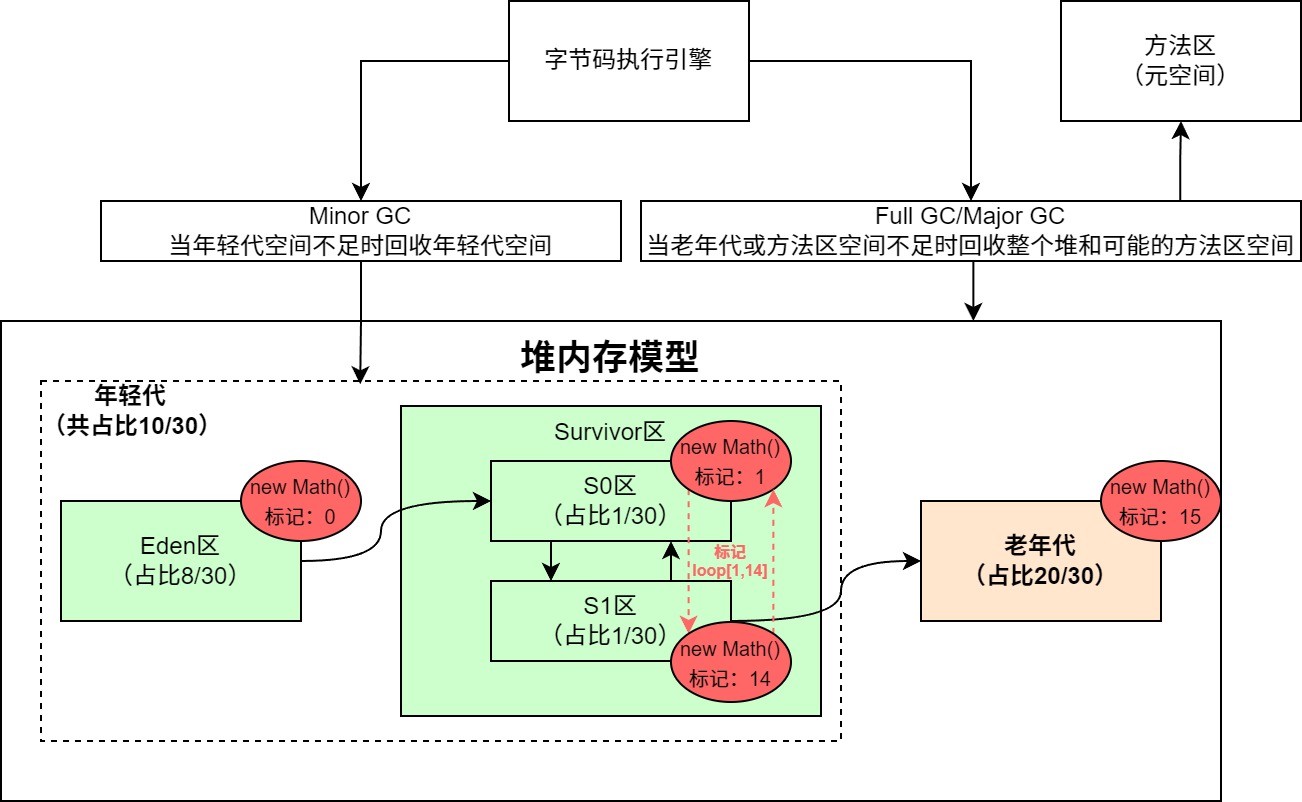 字节码执行引擎
方法区
（元空间）
Minor GC
当年轻代空间不足时回收年轻代空间
Full GC/Major GC
当老年代或方法区空间不足时回收整个堆和可能的方法区空间
堆内存模型
年轻代
（共占比10/30）
new Math()
标记：0
Eden区
（占比8/30）
Survivor区
new Math()
标记：1
S0区
（占比1/30）
标记
loop[1,14]
S1区
（占比1/30）
new Math()
标记：14
new Math()
标记：15
老年代
（占比20/30）